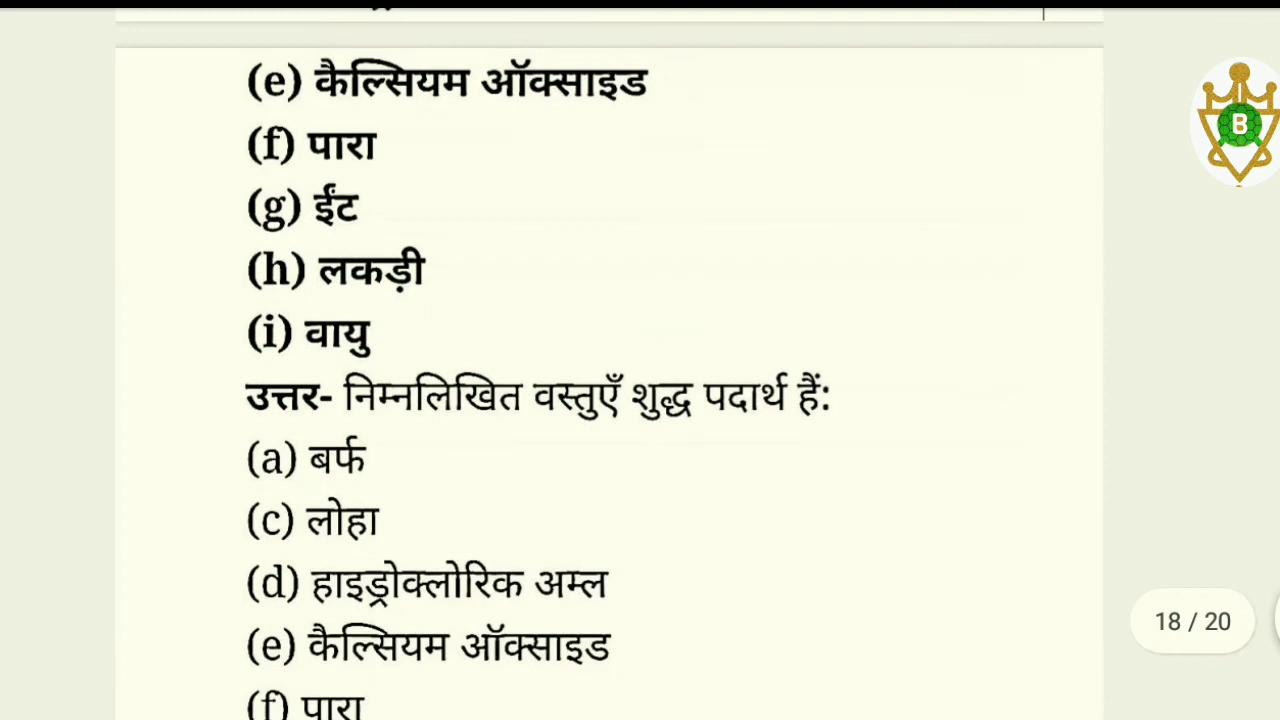 (e) कैल्सियम ऑक्साइड
(f) पारा
(g) ईंट
(h) लकड़ी
(i) वायु
उत्तर- निम्नलिखित वस्तुएँ शुद्ध पदार्थ हैं:
(a) बर्फ
(c) लोहा
(d) हाइड्रोक्लोरिक अम्ल
(e) कैल्सियम ऑक्साइड
(f) पारा
B
18 / 20